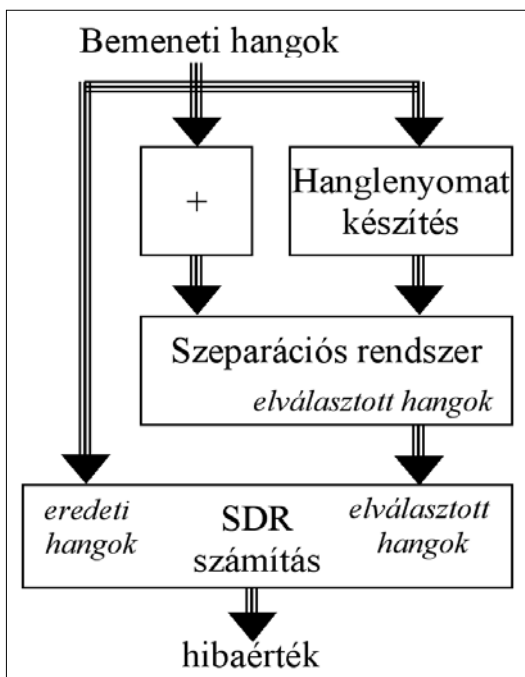 Bemeneti hangok
+
Hanglenyomat
készítés
Szeparációs rendszer
elválasztott hangok
eredeti
hangok
SDR
számítás
elválasztott
hangok
hibaérték